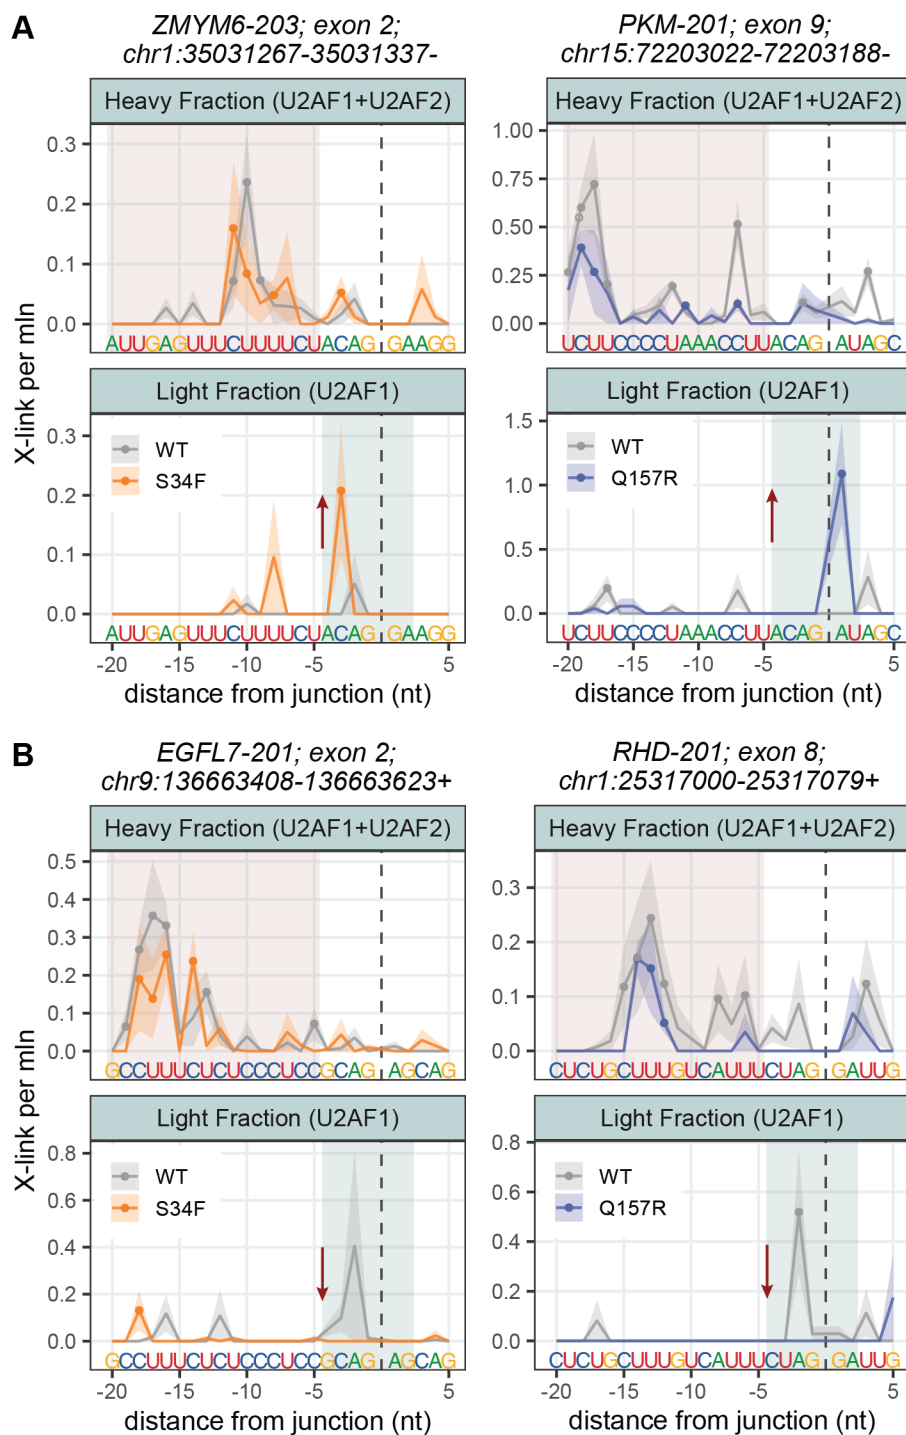 A
ZMYM6-203; exon 2;
chr1:35031267-35031337-
PKM-201; exon 9;
chr15:72203022-72203188-
Heavy Fraction (U2AF1+U2AF2)
0.3
0.2
0.1
0.0
AUUGAGUUUCUUUUCUACAG GAAGG
Heavy Fraction (U2AF1+U2AF2)
1.00
0.75
0.50
0.25
0.00
UCUUCCCCUAAACCUUACAG AUAGC
X-link per mln
Light Fraction (U2AF1)
0.3
0.2
0.1
0.0
WT
S34F
AUUGAGUUUCUUUUCUACAG GAAGG
-20 -15 -10 -5 5
distance from junction (nt)
Light Fraction (U2AF1)
1.5
1.0
0.5
0.0
WT
Q157R
UCUUCCCCUAAACCUUACAG AUAGC
-20 -15 -10 -5 5
distance from junction (nt)
B
EGFL7-201; exon 2;
chr9:136663408-136663623+
RHD-201; exon 8;
chr1:25317000-25317079+
Heavy Fraction (U2AF1+U2AF2)
0.5
0.4
0.3
0.2
0.1
0.0
GCCUUUCUCUCCCUCCGCAG AGCAG
Heavy Fraction (U2AF1+U2AF2)
0.3
0.2
0.1
0.0
CUCUGCUUUGUCAUUUCUAG GAUUG
X-link per mln
Light Fraction (U2AF1)
0.8
0.6
0.4
0.2
0.0
WT
S34F
GCCUUUCUCUCCCUCCGCAG AGCAG
-20 -15 -10 -5 5
distance from junction (nt)
Light Fraction (U2AF1)
0.8
0.6
0.4
0.2
0.0
WT
Q157R
CUCUGCUUUGUCAUUUCUAG GAUUG
-20 -15 -10 -5 5
distance from junction (nt)